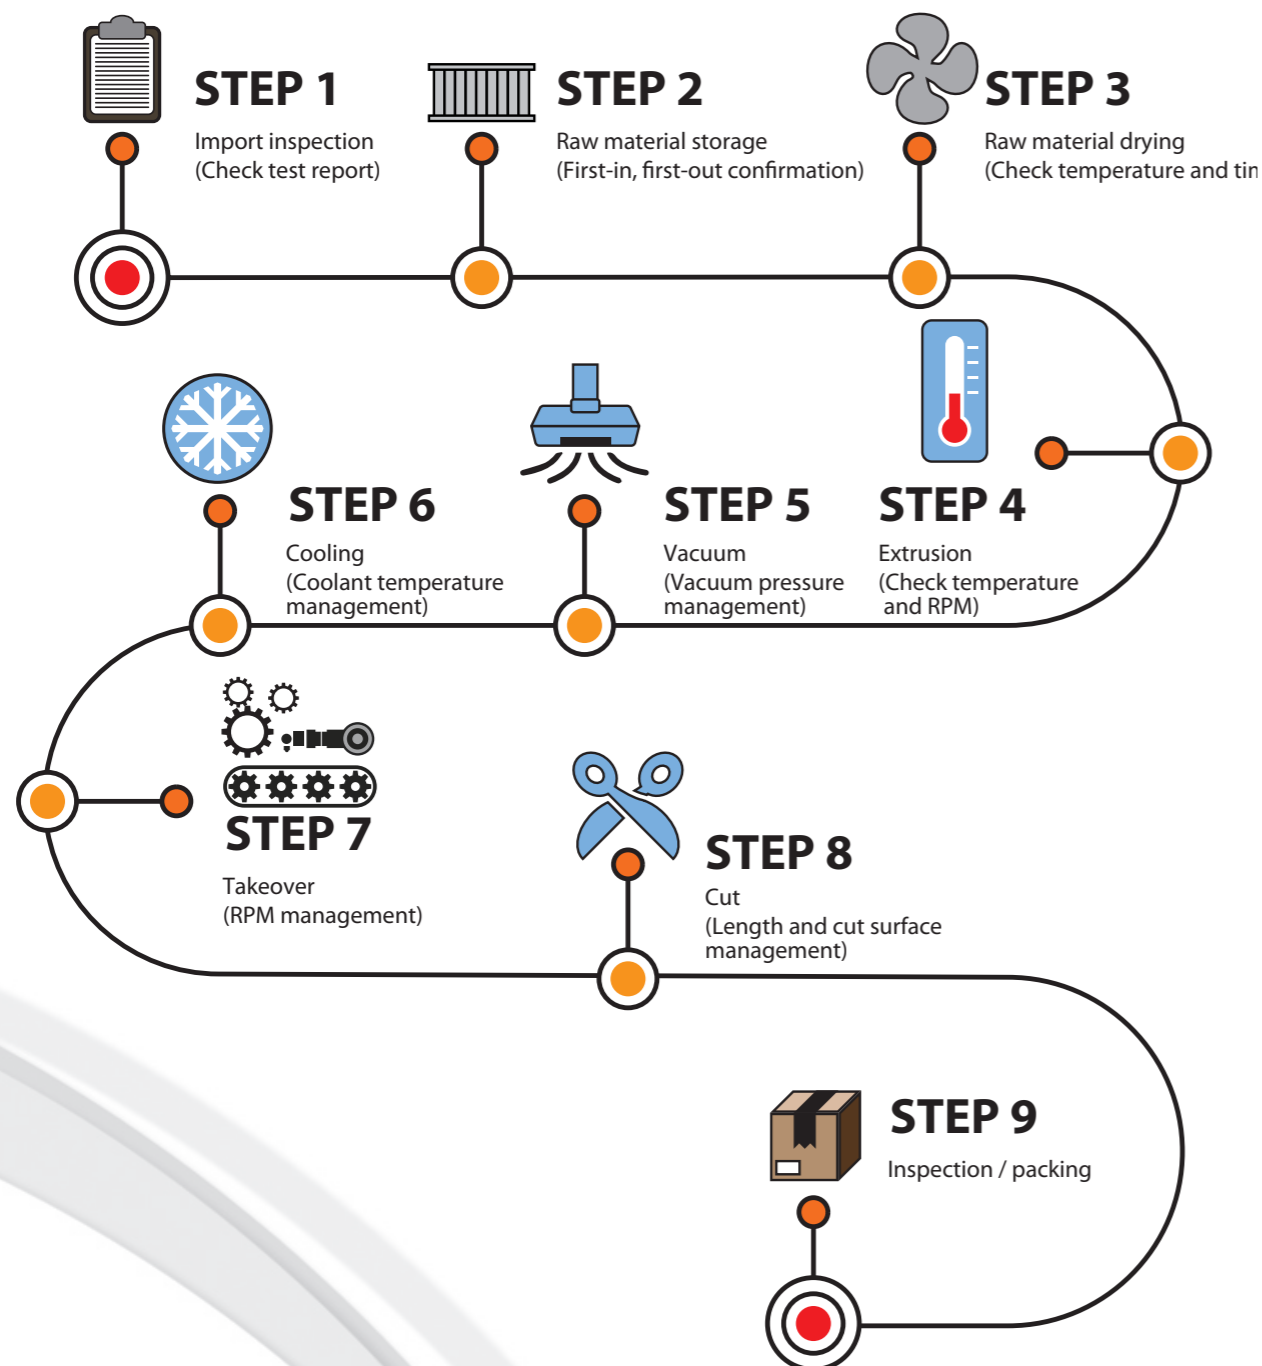 STEP 1
Import inspection
(Check test report)
STEP 2
Raw material storage
(First-in, first-out confirmation)
STEP 3
Raw material drying
(Check temperature and
STEP 4
Extrusion
(Check temperature
and RPM)
STEP 5
Vacuum
(Vacuum pressure
management)
STEP 6
Cooling
(Coolant temperature
management)
STEP 7
Takeover
(RPM management)
STEP 8
Cut
(Length and cut surface
management)
STEP 9
Inspection / packing